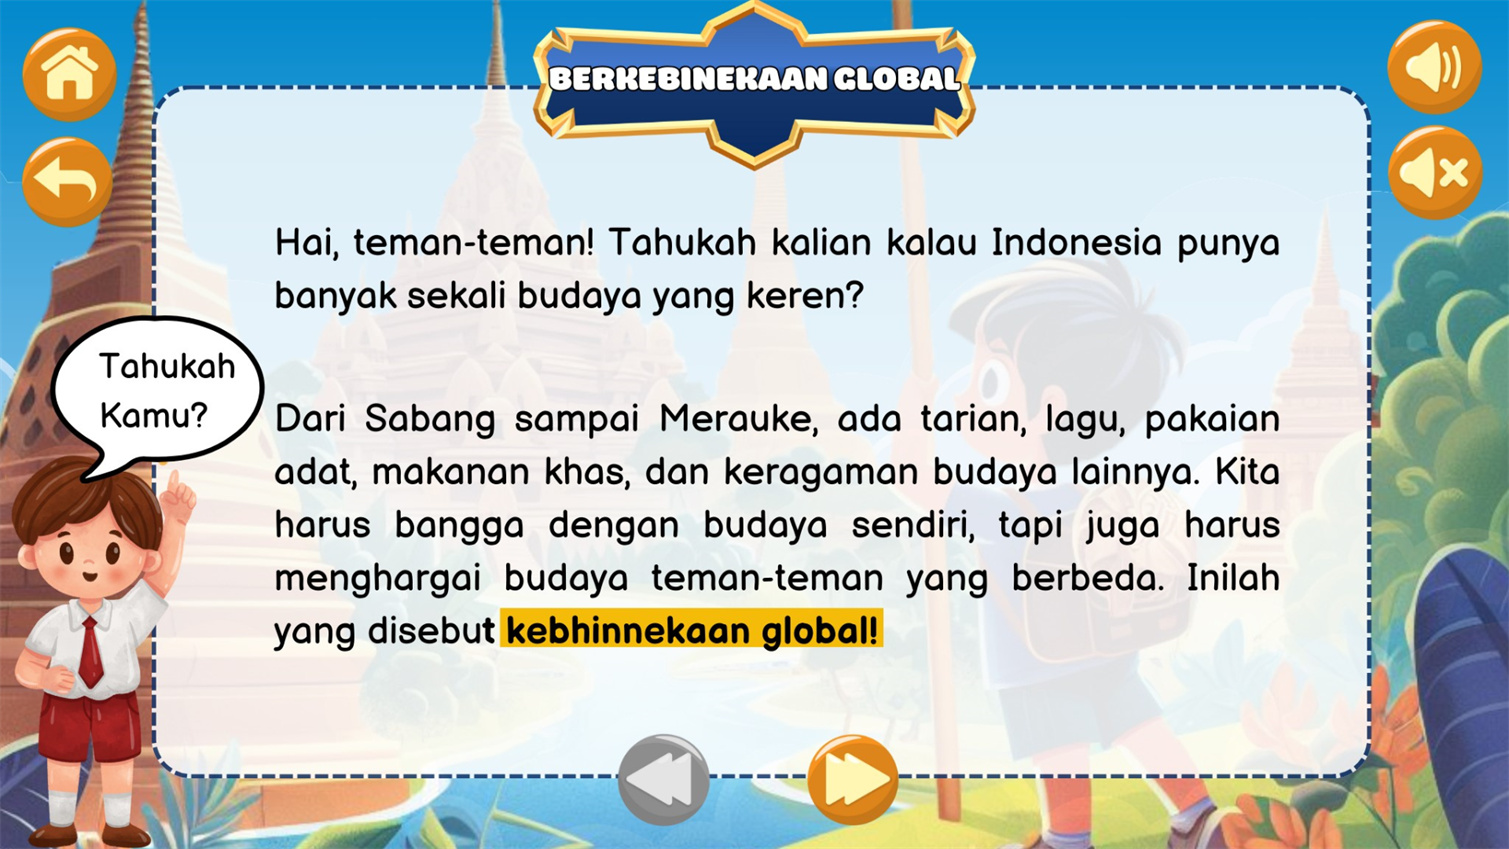 BERKEBINEKAAN GLOBAL
Hai, teman-teman! Tahukah kalian kalau Indonesia punya
banyak sekali budaya yang keren?
Tahukah
Kamu?
Dari Sabang sampai Merauke, ada tarian, lagu, pakaian
adat, makanan khas, dan keragaman budaya lainnya. Kita
harus bangga dengan budaya sendiri, tapi juga harus
menghargai budaya teman-teman yang berbeda. Inilah
yang disebut kebhinnekaan global!